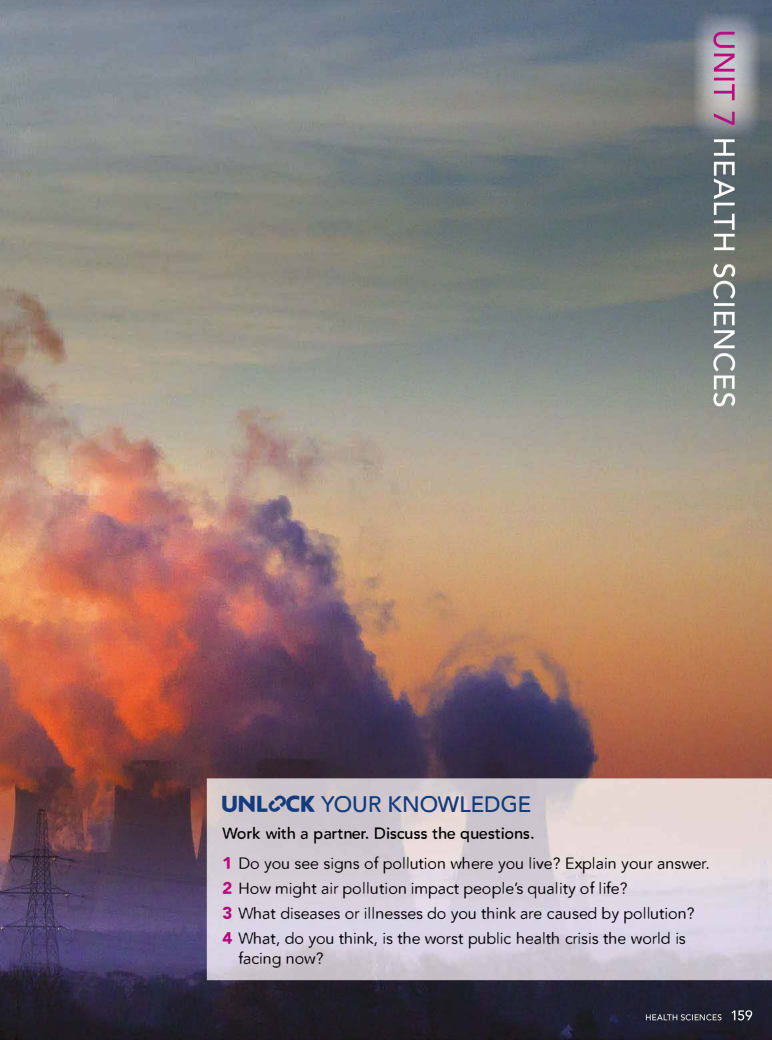 UNIT 7 HEALTH SCIENCES
UNLOCK YOUR KNOWLEDGE
Work with a partner. Discuss the questions.
1 Do you see signs of pollution where you live? Explain your answer.
2 How might air pollution impact people's quality of life?
3 What diseases or illnesses do you think are caused by pollution?
4 What, do you think, is the worst public health crisis the world is
facing now?
HEALTH SCIENCES 159